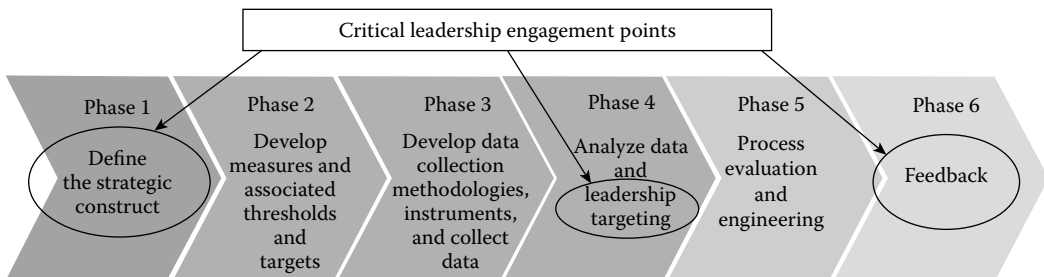 Critical leadership engagement points
Phase 1
Define
the strategic
construct
Phase 2
Develop
measures and
associated
thresholds
and
targets
Phase 3
Develop data
collection
methodologies,
instruments,
and collect
data
Phase 4
Analyze data
and
leadership
targeting
Phase 5
Process
evaluation
and
engineering
Phase 6
Feedback